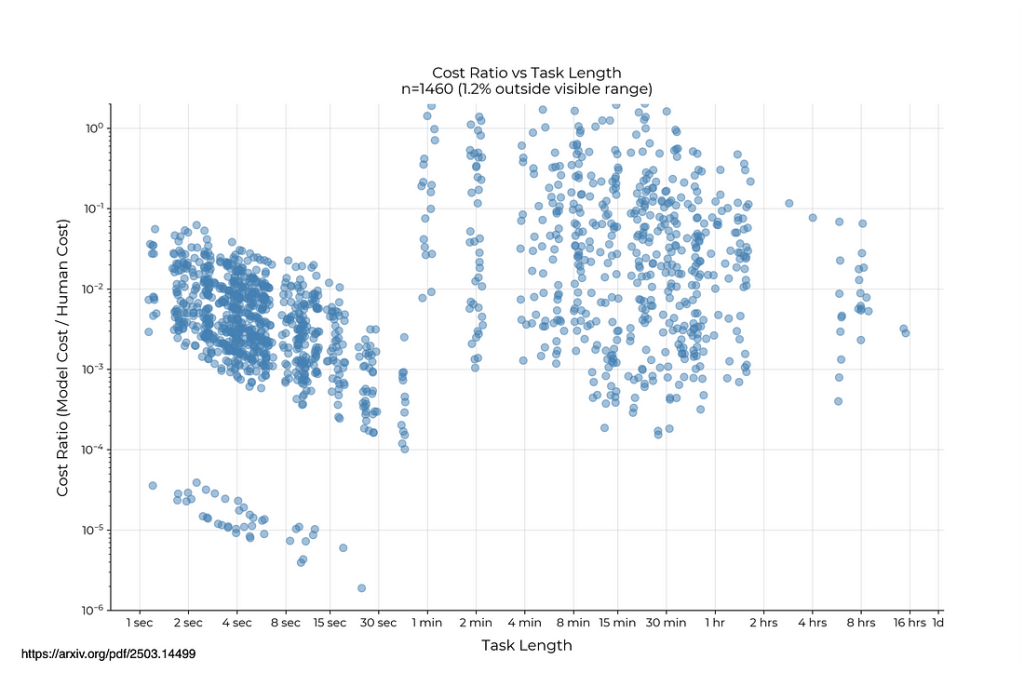 Cost Ratio vs Task Length
n=1460 (1.2% outside visible range)
Cost Ratio (Model Cost / Human Cost)
10⁰
10⁻¹
10⁻²
10⁻³
10⁻⁴
10⁻⁵
10⁻⁶
1 sec 2 sec 4 sec 8 sec 15 sec 30 sec 1 min 2 min 4 min 8 min 15 min 30 min 1 hr 2 hrs 4 hrs 8 hrs 16 hrs 1d
Task Length
https://arxiv.org/pdf/2503.14499